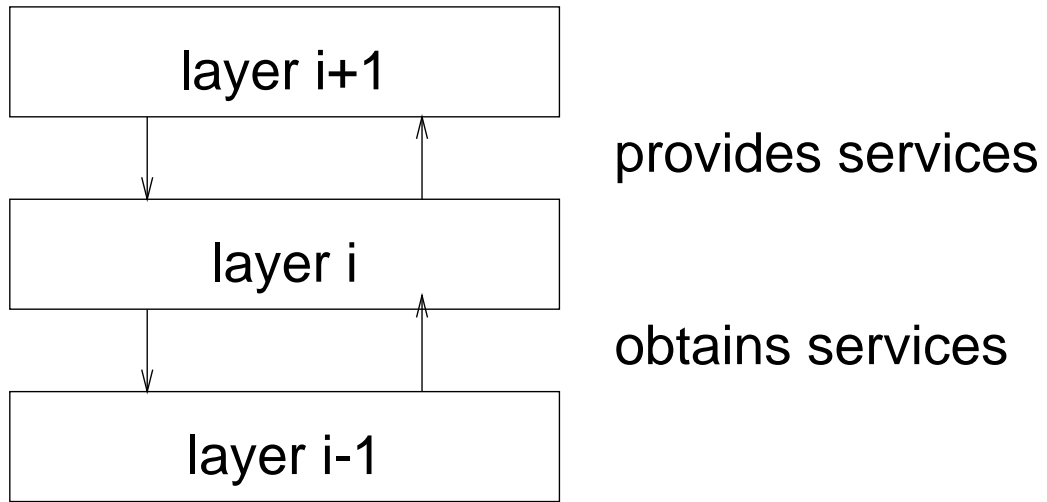 layer i+1
provides services
layer i
obtains services
layer i-1